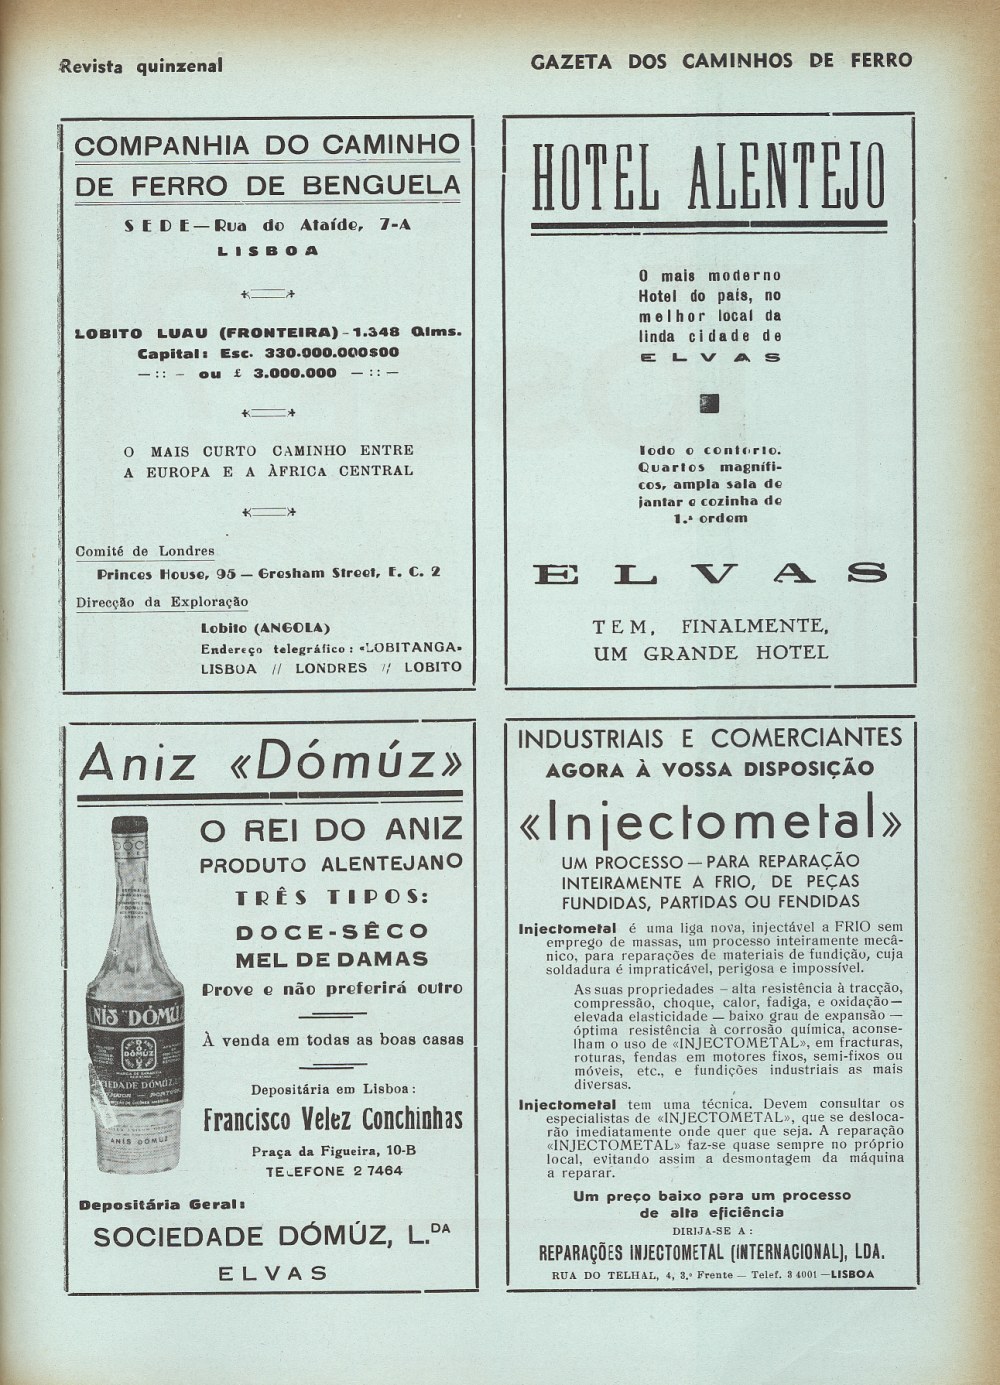 Revista quinzenal
GAZETA DOS CAMINHOS DE FERRO
COMPANHIA DO CAMINHO
DE FERRO DE BENGUELA
SEDE—Rua do Ataíde, 7-A
LISBOA
LOBITO LUAU (FRONTEIRA)-1.348 Qlms.
Capital: Esc. 330.000.000$00
—::— ou £ 3.000.000 —::—
O MAIS CURTO CAMINHO ENTRE
A EUROPA E A ÀFRICA CENTRAL
Comité de Londres
Princes House, 95 — Gresham Street, E. C. 2
Direcção da Exploração
Lobito (ANGOLA)
Endereço telegráfico: «LOBITANGA»
LISBOA // LONDRES // LOBITO
HOTEL ALENTEJO
O mais moderno
Hotel do país, no
melhor local da
linda cidade de
ELVAS
Todo o conforto.
Quartos magnífi-
cos, ampla sala de
jantar e cozinha de
1.ª ordem
ELVAS
TEM, FINALMENTE,
UM GRANDE HOTEL
Aniz «Dómúz»
O REI DO ANIZ
PRODUTO ALENTEJANO
TRÊS TIPOS:
DOCE-SÊCO
MEL DE DAMAS
Prove e não preferirá outro
À venda em todas as boas casas
Depositária em Lisboa:
Francisco Velez Conchinhas
Praça da Figueira, 10-B
TELEFONE 2 7464
NIS DÓMÚ
DÓMÚZ
IEDADE DÓMÚZ
ANIS DÓMUZ
Depositária Geral:
SOCIEDADE DÓMÚZ, L.DA
ELVAS
INDUSTRIAIS E COMERCIANTES
AGORA À VOSSA DISPOSIÇÃO
«Injectometal»
UM PROCESSO — PARA REPARAÇÃO
INTEIRAMENTE A FRIO, DE PEÇAS
FUNDIDAS, PARTIDAS OU FENDIDAS
Injectometal é uma liga nova, injectável a FRIO sem
emprego de massas, um processo inteiramente mecâ-
nico, para reparações de materiais de fundição, cuja
soldadura é impraticável, perigosa e impossível.
As suas propriedades – alta resistência à tracção,
compressão, choque, calor, fadiga, e oxidação—
elevada elasticidade — baixo grau de expansão —
óptima resistência à corrosão química, aconse-
lham o uso de «INJECTOMETAL», em fracturas,
roturas, fendas em motores fixos, semi-fixos ou
móveis, etc., e fundições industriais as mais
diversas.
Injectometal tem uma técnica. Devem consultar os
especialistas de «INJECTOMETAL», que se desloca-
rão imediatamente onde quer que seja. A reparação
«INJECTOMETAL» faz-se quase sempre no próprio
local, evitando assim a desmontagem da máquina
a reparar.
Um preço baixo para um processo
de alta eficiência
DIRIJA-SE A:
REPARAÇÕES INJECTOMETAL (INTERNACIONAL), LDA.
RUA DO TELHAL, 4, 3.º Frente — Telef. 3 4001 —LISBOA